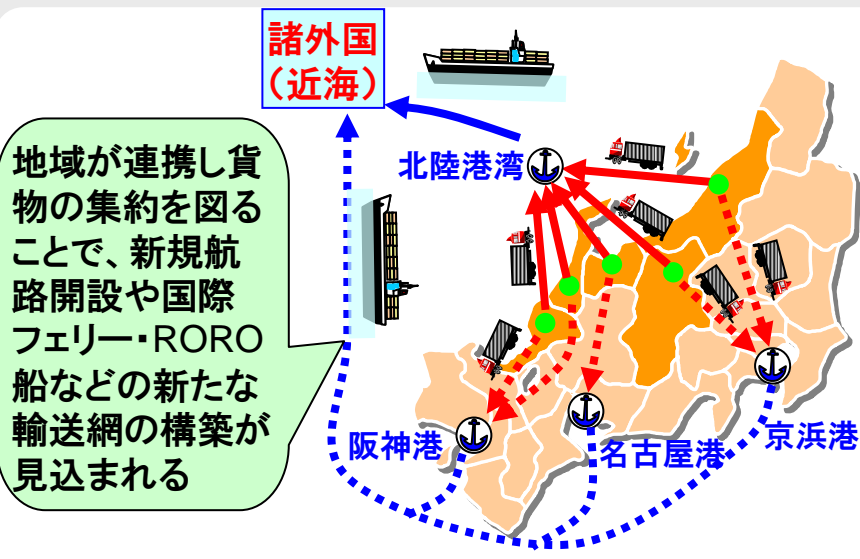 諸外国
（近海）
北陸港湾
地域が連携し貨
物の集約を図る
ことで、新規航
路開設や国際
フェリー・RORO
船などの新たな
輸送網の構築が
見込まれる
阪神港
名古屋港
京浜港